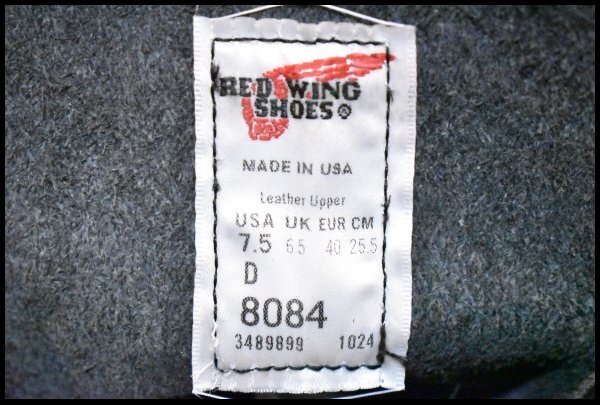 RED WING
SHOES®
MADE IN USA
Leather Upper
USA UK EUR CM
7.5 6.5 40 25.5
D
8084
3489899 1024